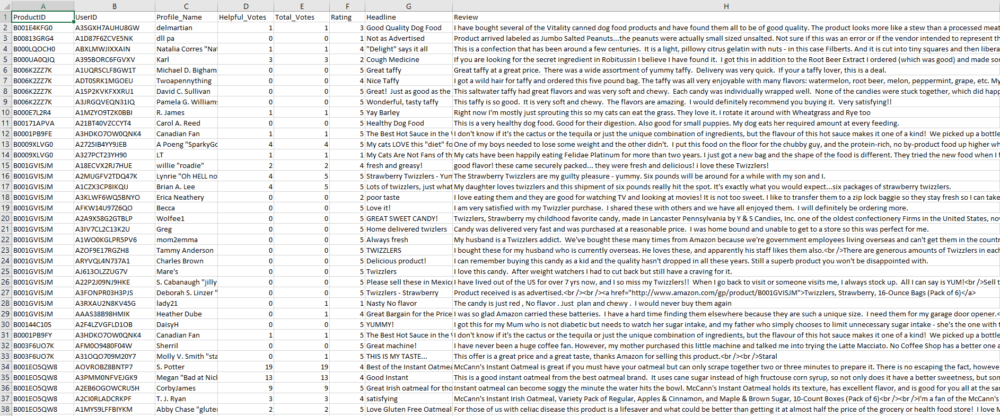 A B C D E F G H
1 ProductID UserID Profile_Name Helpful_Votes Total_Votes Rating Headline Review
2 B001E4KFG0 A3SGXH7AUHU8GW delmartian 1 1 3 Good Quality Dog Food I have bought several of the Vitality canned dog food products and have found them all to be of good quality. The product looks more like a stew than a processed meat
3 B00813GRG4 A1D87F6ZCVE5NK dll pa 0 0 1 Not as Advertised Product arrived labeled as Jumbo Salted Peanuts...the peanuts were actually small sized unsalted. Not sure if this was an error or if the vendor intended to represent th
4 B000LQOCH0 ABXLMWJIXXAIN Natalia Corres "Nat 1 1 4 "Delight" says it all This is a confection that has been around a few centuries.  It is a light, pillowy citrus gelatin with nuts - in this case Filberts. And it is cut into tiny squares and then libera
5 B000UA0QIQ A395BORC6FGVXV Karl 3 3 2 Cough Medicine If you are looking for the secret ingredient in Robitussin I believe I have found it.  I got this in addition to the Root Beer Extract I ordered (which was good) and made so
6 B006K2ZZ7K A1UQRSCLF8GW1T Michael D. Bigham 0 0 5 Great taffy Great taffy at a great price.  There was a wide assortment of yummy taffy.  Delivery was very quick.  If your a taffy lover, this is a deal.
7 B006K2ZZ7K ADT0SRK1MGOEU Twoapennything 0 0 4 Nice Taffy I got a wild hair for taffy and ordered this five pound bag. The taffy was all very enjoyable with many flavors: watermelon, root beer, melon, peppermint, grape, etc. My
8 B006K2ZZ7K A1SP2KVKFXXRU1 David C. Sullivan 0 0 5 Great!  Just as good as the This saltwater taffy had great flavors and was very soft and chewy.  Each candy was individually wrapped well.  None of the candies were stuck together, which did happ
9 B006K2ZZ7K A3JRGQVEQN31IQ Pamela G. William 0 0 5 Wonderful, tasty taffy This taffy is so good.  It is very soft and chewy.  The flavors are amazing.  I would definitely recommend you buying it.  Very satisfying!!
10 B000E7L2R4 A1MZYO9TZK0BBI R. James 1 1 5 Yay Barley Right now I'm mostly just sprouting this so my cats can eat the grass. They love it. I rotate it around with Wheatgrass and Rye too
11 B00171APVA A21BT40VZCCYT4 Carol A. Reed 0 0 5 Healthy Dog Food This is a very healthy dog food. Good for their digestion. Also good for small puppies. My dog eats her required amount at every feeding.
12 B0001PB9FE A3HDKO7OW0QNK4 Canadian Fan 1 1 5 The Best Hot Sauce in the I don't know if it's the cactus or the tequila or just the unique combination of ingredients, but the flavour of this hot sauce makes it one of a kind!  We picked up a bottle
13 B0009XLVG0 A2725IB4YY9JEB A Poeng "SparkyGo 4 4 5 My cats LOVE this "diet" fo One of my boys needed to lose some weight and the other didn't.  I put this food on the floor for the chubby guy, and the protein-rich, no by-product food up higher wh
14 B0009XLVG0 A327PCT23YH90 LT 1 1 1 My Cats Are Not Fans of th My cats have been happily eating Felidae Platinum for more than two years. I just got a new bag and the shape of the food is different. They tried the new food when I f
15 B001GVISJM A18ECVX2RJ7HUE willie "roadie" 2 2 4 fresh and greasy! good flavor! these came securely packed... they were fresh and delicious! i love these Twizzlers!
16 B001GVISJM A2MUGFV2TDQ47K Lynrie "Oh HELL no 4 5 5 Strawberry Twizzlers - Yum The Strawberry Twizzlers are my guilty pleasure - yummy. Six pounds will be around for a while with my son and I.
17 B001GVISJM A1CZX3CP8IKQIJ Brian A. Lee 4 5 5 Lots of twizzlers, just what My daughter loves twizzlers and this shipment of six pounds really hit the spot. It's exactly what you would expect...six packages of strawberry twizzlers.
18 B001GVISJM A3KLWF6WQ5BNYO Erica Neathery 0 0 2 poor taste I love eating them and they are good for watching TV and looking at movies! It is not too sweet. I like to transfer them to a zip lock baggie so they stay fresh so I can take
19 B001GVISJM AFKW14U97Z6QO Becca 0 0 5 Love it! I am very satisfied with my Twizzler purchase.  I shared these with others and we have all enjoyed them.  I will definitely be ordering more.
20 B001GVISJM A2A9X58G2GTBLP Wolfee1 0 0 5 GREAT SWEET CANDY! Twizzlers, Strawberry my childhood favorite candy, made in Lancaster Pennsylvania by Y & S Candies, Inc. one of the oldest confectionery Firms in the United States, no
21 B001GVISJM A3IV7CL2C13K2U Greg 0 0 5 Home delivered twizlers Candy was delivered very fast and was purchased at a reasonable price.  I was home bound and unable to get to a store so this was perfect for me.
22 B001GVISJM A1WO0KGLPR5PV6 mom2emma 0 0 5 Always fresh My husband is a Twizzlers addict.  We've bought these many times from Amazon because we're government employees living overseas and can't get them in the countr
23 B001GVISJM AZOF9E17RGZH8 Tammy Anderson 0 0 5 TWIZZLERS I bought these for my husband who is currently overseas. He loves these, and apparently his staff likes them also.<br />There are generous amounts of Twizzlers in eac
24 B001GVISJM ARYVQL4N737A1 Charles Brown 0 0 5 Delicious product! I can remember buying this candy as a kid and the quality hasn't dropped in all these years. Still a superb product you won't be disappointed with.
25 B001GVISJM AJ613OLZZUG7V Mare's 0 0 5 Twizzlers I love this candy.  After weight watchers I had to cut back but still have a craving for it.
26 B001GVISJM A22P2J09NJ9HKE S. Cabanaugh "jilly 0 0 5 Please sell these in Mexico I have lived out of the US for over 7 yrs now, and I so miss my Twizzlers!!  When I go back to visit or someone visits me, I always stock up.  All I can say is YUM!<br />Sell t
27 B001GVISJM A3FONPR03H3PJS Deborah S. Linzer " 0 0 5 Twizzlers - Strawberry Product received is as advertised.<br /><br /><a href="http://www.amazon.com/gp/product/B001GVISJM">Twizzlers, Strawberry, 16-Ounce Bags (Pack of 6)</a>
28 B001GVISJM A3RXAU2N8KV45G lady21 0 1 1 Nasty No flavor The candy is just red , No flavor . Just  plan and chewy .  I would never buy them again
29 B001GVISJM AAAS38B98HMIK Heather Dube 0 1 4 Great Bargain for the Price I was so glad Amazon carried these batteries.  I have a hard time finding them elsewhere because they are such a unique size.  I need them for my garage door opener.<
30 B00144C10S A2F4LZVGFLD1OB DaisyH 0 0 5 YUMMY! I got this for my Mum who is not diabetic but needs to watch her sugar intake, and my father who simply chooses to limit unnecessary sugar intake - she's the one with t
31 B0001PB9FY A3HDKO7OW0QNK4 Canadian Fan 1 1 5 The Best Hot Sauce in the I don't know if it's the cactus or the tequila or just the unique combination of ingredients, but the flavour of this hot sauce makes it one of a kind!  We picked up a bottle
32 B003F6UO7K AFM0O9480F04W Sherril 0 0 5 Great machine! I have never been a huge coffee fan. However, my mother purchased this little machine and talked me into trying the Latte Macciato. No Coffee Shop has a better one a
33 B003F6UO7K A31OQO709M20Y7 Molly V. Smith "sta 0 1 5 THIS IS MY TASTE... This offer is a great price and a great taste, thanks Amazon for selling this product.<br /><br />Staral
34 B001EO5QW8 AOVROBZ8BNTP7 S. Potter 19 19 4 Best of the Instant Oatmea McCann's Instant Oatmeal is great if you must have your oatmeal but can only scrape together two or three minutes to prepare it. There is no escaping the fact, howeve
35 B001EO5QW8 A3PMM0NFVEJGK9 Megan "Bad at Nick 13 13 4 Good Instant This is a good instant oatmeal from the best oatmeal brand.  It uses cane sugar instead of high fructouse corn syrup, so not only does it have a better sweetness, but som
36 B001EO5QW8 A2EB6OGOWCRU5H CorbyJames 9 9 5 Great Irish oatmeal for tho Instant oatmeal can become soggy the minute the water hits the bowl. McCann's Instant Oatmeal holds its texture, has excellent flavor, and is good for you all at the sa
37 B001EO5QW8 A2CI0RLADCRKPF T. J. Ryan 3 3 4 satisfying McCann's Instant Irish Oatmeal, Variety Pack of Regular, Apples & Cinnamon, and Maple & Brown Sugar, 10-Count Boxes (Pack of 6)<br /><br />I'm a fan of the McCann's
38 B001EO5QW8 A1MYS9LFFBIYKM Abby Chase "glute 2 2 5 Love Gluten Free Oatmeal For those of us with celiac disease this product is a lifesaver and what could be better than getting it at almost half the price of the grocery or health food store!  I love M